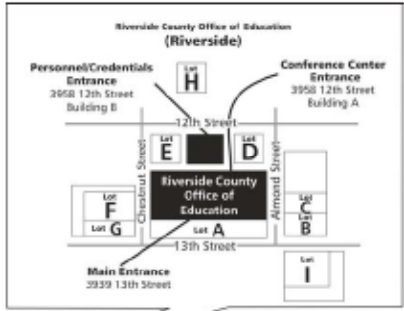 Riverside County Office of Education
(Riverside)
Personnel/Credentials
Entrance
3958 12th Street
Building B
Lot
H
Conference Center
Entrance
3958 12th Street
Building A
12th Street
Lot
E
Lot
D
Chestnut Street
Almond Street
Riverside County
Office of
Education
Lot
F
Lot G
Lot A
Lot
C
Lot
B
13th Street
Main Entrance
3939 13th Street
Lot
I